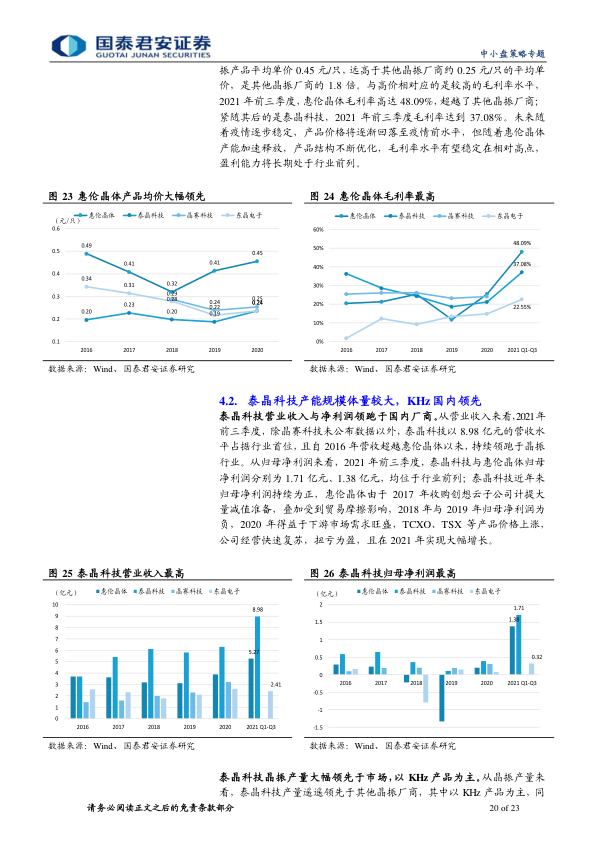 国泰君安证券
GUOTAI JUNAN SECURITIES
中小盘策略专题
振产品平均单价 0.45 元/只，远高于其他晶振厂商约 0.25 元/只的平均单
价，是其他晶振厂商的 1.8 倍。与高价相对应的是较高的毛利率水平，
2021 年前三季度，惠伦晶体毛利率高达 48.09%，超越了其他晶振厂商；
紧随其后的是泰晶科技，2021 年前三季度毛利率达到 37.08%。未来随
着疫情逐步稳定，产品价格将逐渐回落至疫情前水平，但随着惠伦晶体
产能加速释放，产品结构不断优化，毛利率水平有望稳定在相对高点，
盈利能力将长期处于行业前列。
图 23 惠伦晶体产品均价大幅领先
（元/只）
惠伦晶体 泰晶科技 晶赛科技 东晶电子
0.6
0.5
0.4
0.3
0.2
0.1
0.49
0.41
0.32
0.41
0.45
0.34
0.31
0.29
0.28
0.24
0.22
0.19
0.25
0.24
0.20
0.23
0.20
2016 2017 2018 2019 2020
数据来源：Wind、国泰君安证券研究
图 24 惠伦晶体毛利率最高
惠伦晶体 泰晶科技 晶赛科技 东晶电子
60%
50%
40%
30%
20%
10%
0%
48.09%
37.08%
22.55%
2016 2017 2018 2019 2020 2021 Q1-Q3
数据来源：Wind、国泰君安证券研究
4.2. 泰晶科技产能规模体量较大，KHz 国内领先
泰晶科技营业收入与净利润领跑于国内厂商。从营业收入来看，2021 年
前三季度，除晶赛科技未公布数据以外，泰晶科技以 8.98 亿元的营收水
平占据行业首位，且自 2016 年营收超越惠伦晶体以来，持续领跑于晶振
行业。从归母净利润来看，2021 年前三季度，泰晶科技与惠伦晶体归母
净利润分别为 1.71 亿元、1.38 亿元，均位于行业前列；泰晶科技近年来
归母净利润持续为正，惠伦晶体由于 2017 年收购创想云子公司计提大
量减值准备，叠加受到贸易摩擦影响，2018 年与 2019 年归母净利润为
负，2020 年得益于下游市场需求旺盛，TCXO、TSX 等产品价格上涨，
公司经营快速复苏，扭亏为盈，且在 2021 年实现大幅增长。
图 25 泰晶科技营业收入最高
（亿元）
惠伦晶体 泰晶科技 晶赛科技 东晶电子
10
9
8
7
6
5
4
3
2
1
0
5.27
8.98
2.41
2016 2017 2018 2019 2020 2021 Q1-Q3
数据来源：Wind、国泰君安证券研究
图 26 泰晶科技归母净利润最高
（亿元）
惠伦晶体 泰晶科技 晶赛科技 东晶电子
2
1.5
1
0.5
0
-0.5
-1
-1.5
1.38
1.71
0.32
2016 2017 2018 2019 2020 2021 Q1-Q3
数据来源：Wind、国泰君安证券研究
泰晶科技晶振产量大幅领先于市场，以 KHz 产品为主。从晶振产量来
看，泰晶科技产量遥遥领先于其他晶振厂商，其中以 KHz 产品为主，同
请务必阅读正文之后的免责条款部分
20 of 23